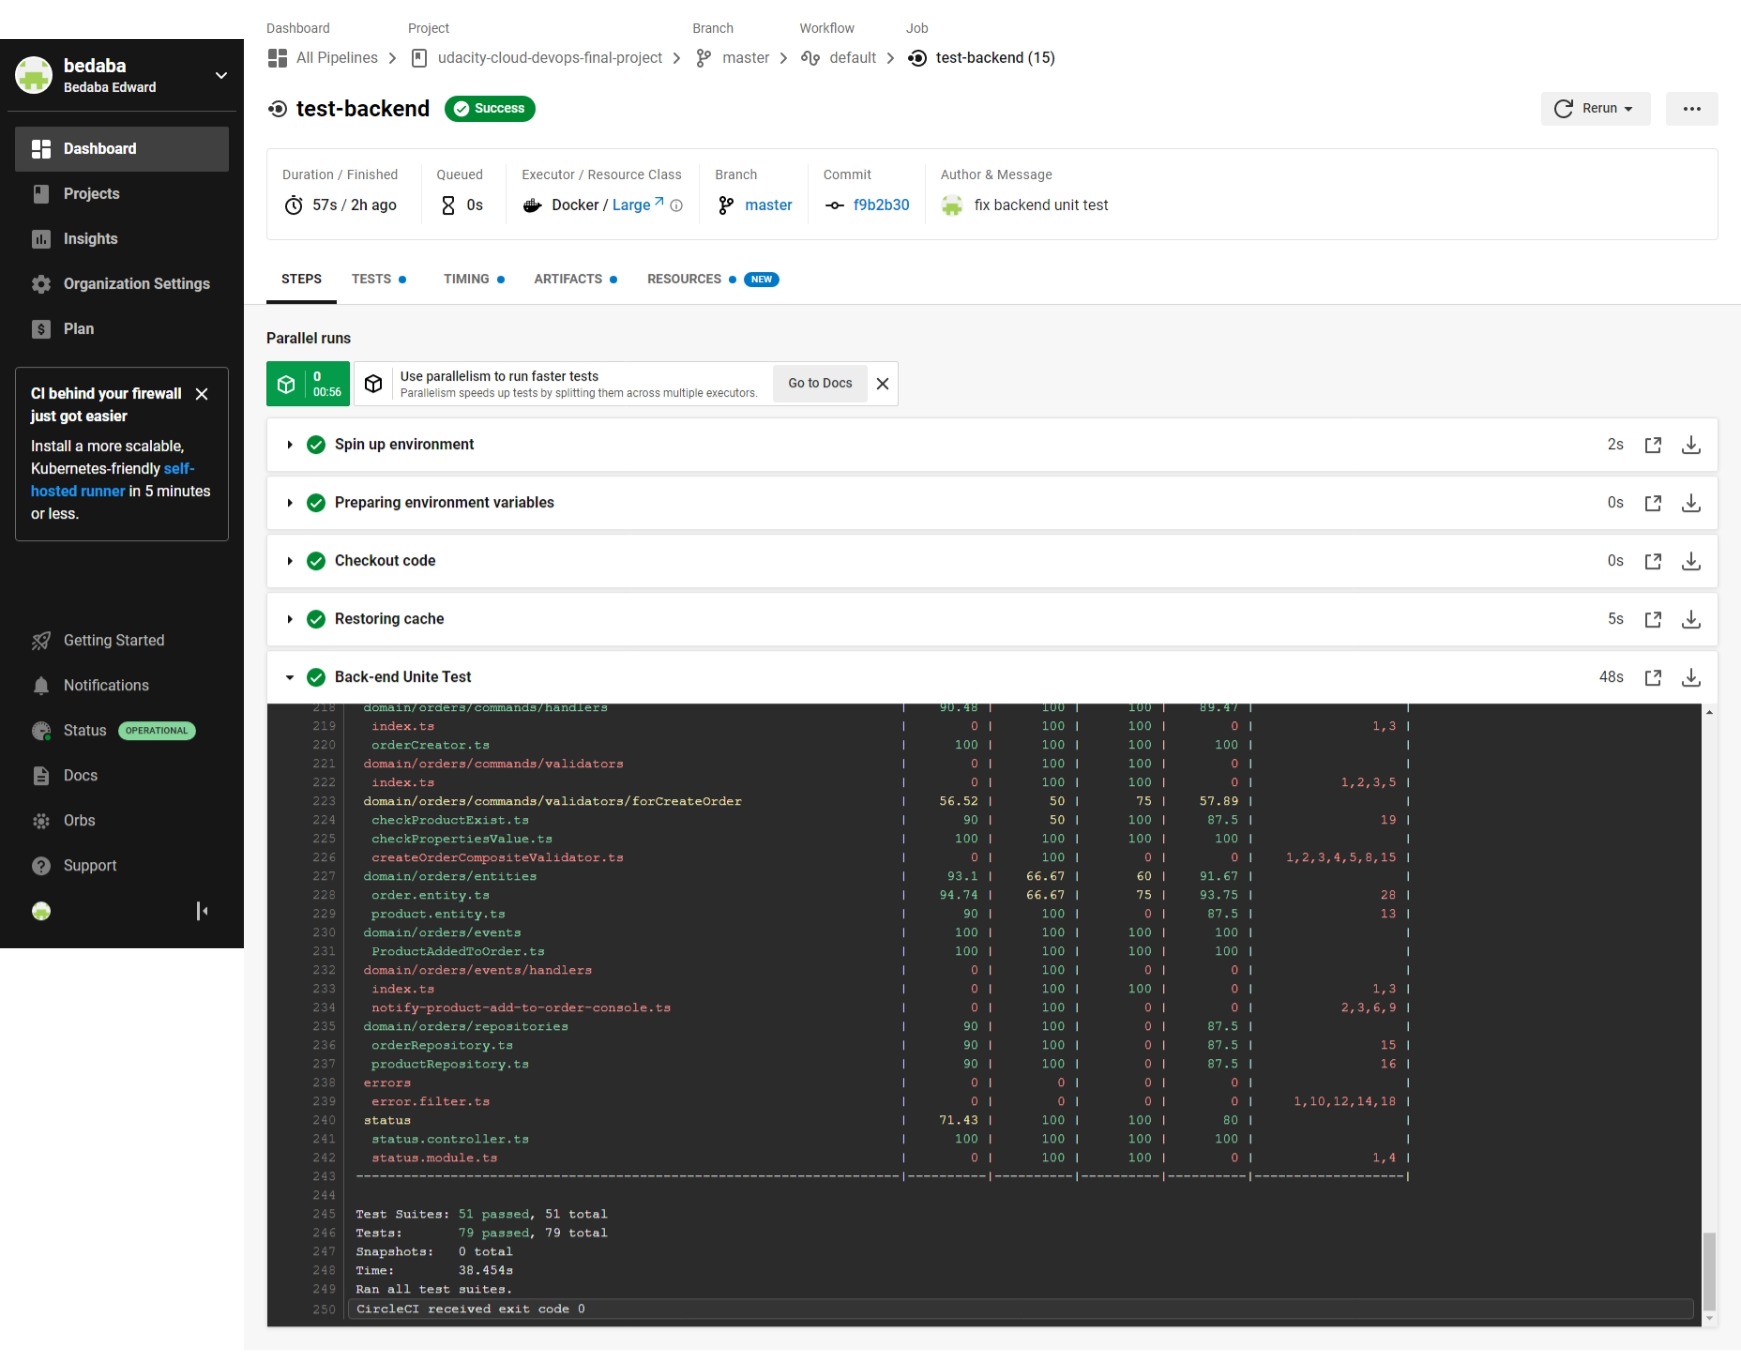 bedaba
Bedaba Edward
Dashboard
Projects
Insights
Organization Settings
Plan
CI behind your firewall
just got easier
Install a more scalable,
Kubernetes-friendly self-
hosted runner in 5 minutes
or less.
Getting Started
Notifications
Status OPERATIONAL
Docs
Orbs
Support
Dashboard Project Branch Workflow Job
All Pipelines udacity-cloud-devops-final-project master default test-backend (15)
test-backend Success Rerun
Duration / Finished Queued Executor / Resource Class Branch Commit Author & Message
57s / 2h ago 0s Docker / Large master f9b2b30 fix backend unit test
STEPS TESTS TIMING ARTIFACTS RESOURCES NEW
Parallel runs
0
00:56
Use parallelism to run faster tests
Parallelism speeds up tests by splitting them across multiple executors.
Go to Docs
Spin up environment 2s
Preparing environment variables 0s
Checkout code 0s
Restoring cache 5s
Back-end Unite Test 48s
218 domain/orders/commands/handlers | 90.48 | 100 | 100 | 89.47 | |
219 index.ts | 0 | 100 | 100 | 0 | 1,3 |
220 orderCreator.ts | 100 | 100 | 100 | 100 | |
221 domain/orders/commands/validators | 0 | 100 | 100 | 0 | |
222 index.ts | 0 | 100 | 100 | 0 | 1,2,3,5 |
223 domain/orders/commands/validators/forCreateOrder | 56.52 | 50 | 75 | 57.89 | |
224 checkProductExist.ts | 90 | 50 | 100 | 87.5 | 19 |
225 checkPropertiesValue.ts | 100 | 100 | 100 | 100 | |
226 createOrderCompositeValidator.ts | 0 | 100 | 0 | 0 | 1,2,3,4,5,8,15 |
227 domain/orders/entities | 93.1 | 66.67 | 60 | 91.67 | |
228 order.entity.ts | 94.74 | 66.67 | 75 | 93.75 | 28 |
229 product.entity.ts | 90 | 100 | 0 | 87.5 | 13 |
230 domain/orders/events | 100 | 100 | 100 | 100 | |
231 ProductAddedToOrder.ts | 100 | 100 | 100 | 100 | |
232 domain/orders/events/handlers | 0 | 100 | 0 | 0 | |
233 index.ts | 0 | 100 | 100 | 0 | 1,3 |
234 notify-product-add-to-order-console.ts | 0 | 100 | 0 | 0 | 2,3,6,9 |
235 domain/orders/repositories | 90 | 100 | 0 | 87.5 | |
236 orderRepository.ts | 90 | 100 | 0 | 87.5 | 15 |
237 productRepository.ts | 90 | 100 | 0 | 87.5 | 16 |
238 errors | 0 | 0 | 0 | 0 | |
239 error.filter.ts | 0 | 0 | 0 | 0 | 1,10,12,14,18 |
240 status | 71.43 | 100 | 100 | 80 | |
241 status.controller.ts | 100 | 100 | 100 | 100 | |
242 status.module.ts | 0 | 100 | 100 | 0 | 1,4 |
243 ---------------------------------------------------------------------|----------|----------|----------|----------|-------------------|
244
245 Test Suites: 51 passed, 51 total
246 Tests: 79 passed, 79 total
247 Snapshots: 0 total
248 Time: 38.454s
249 Ran all test suites.
250 CircleCI received exit code 0